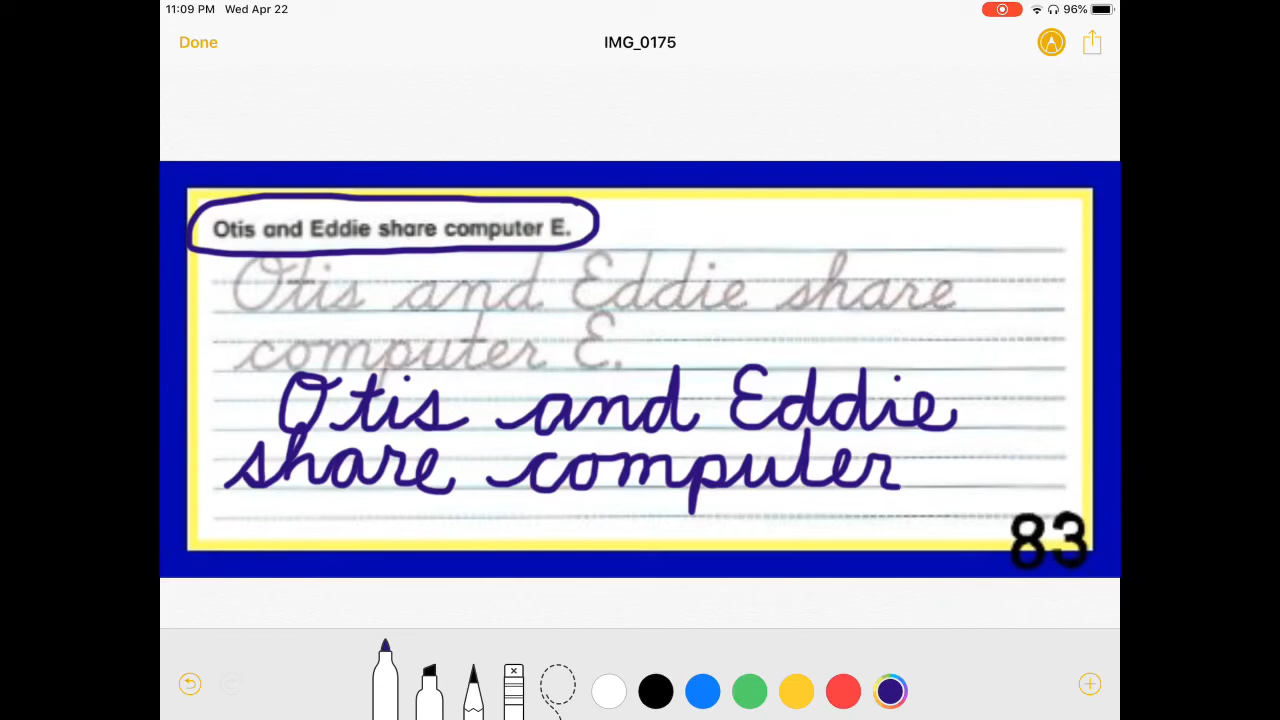 11:09 PM Wed Apr 22 96%
Done IMG_0175
Otis and Eddie share computer E.
Otis and Eddie share
computer E.
Otis and Eddie
share computer
83